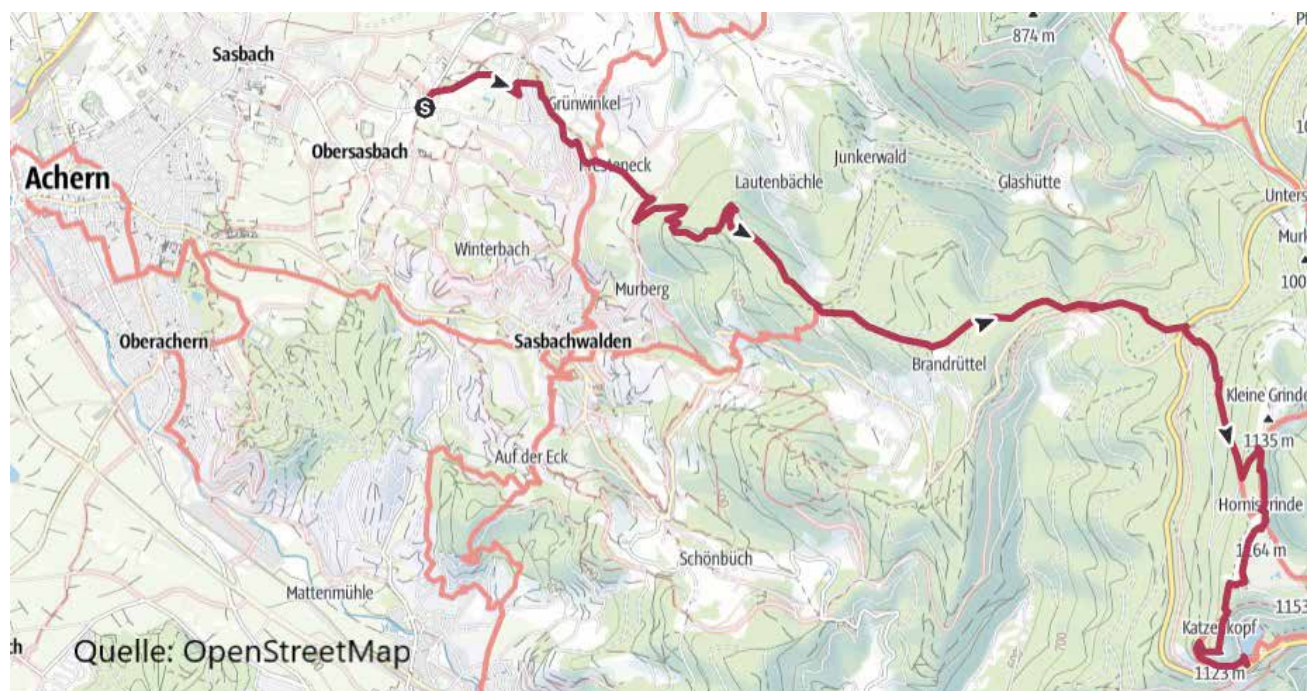 874 m
Sasbach
S
Grünwinkel
Obersasbach
Junkerwald
Achern
Lautenbächle
Glashütte
Winterbach
Murberg
Oberachern
Sasbachwalden
Brandrüttel
Kleine Grinde
1135 m
Auf der Eck
Hornisgrinde
1164 m
Schönbüch
Mattenmühle
1153
Katzenkopf
Quelle: OpenStreetMap
1123 m